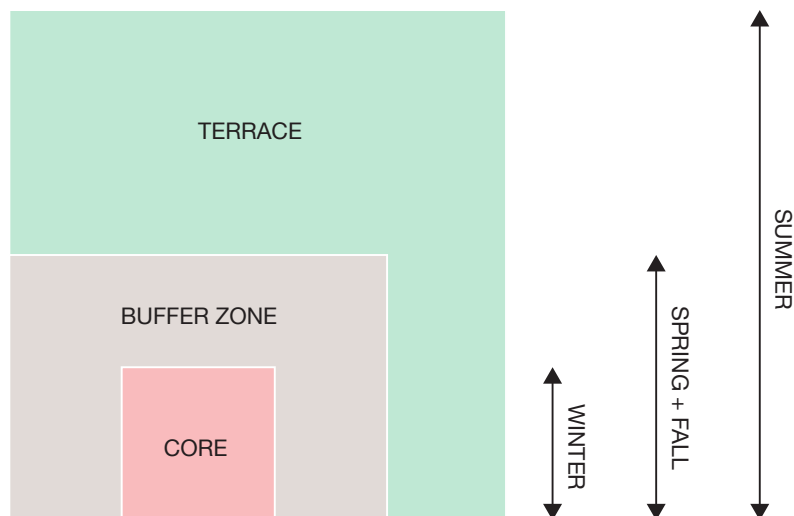 TERRACE
BUFFER ZONE
CORE
WINTER
SPRING + FALL
SUMMER